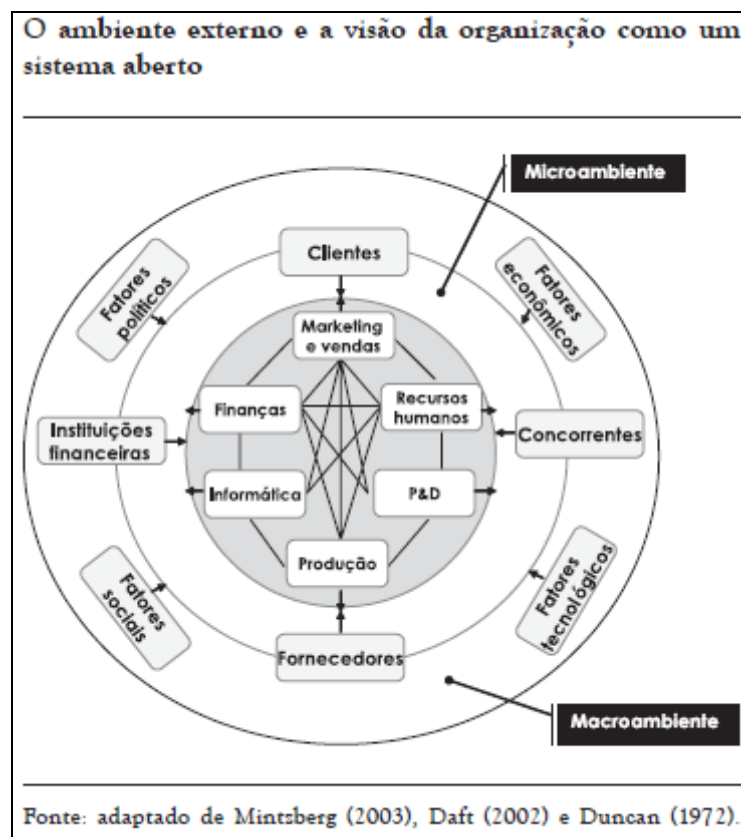 O ambiente externo e a visão da organização como um
sistema aberto
Microambiente
Clientes
Fatores
políticos
Fatores
econômicos
Marketing
e vendas
Finanças
Recursos
humanos
Instituições
financeiras
Concorrentes
Informática
P&D
Produção
Fatores
sociais
Fatores
tecnológicos
Fornecedores
Macroambiente
Fonte: adaptado de Mintsberg (2003), Daft (2002) e Duncan (1972).